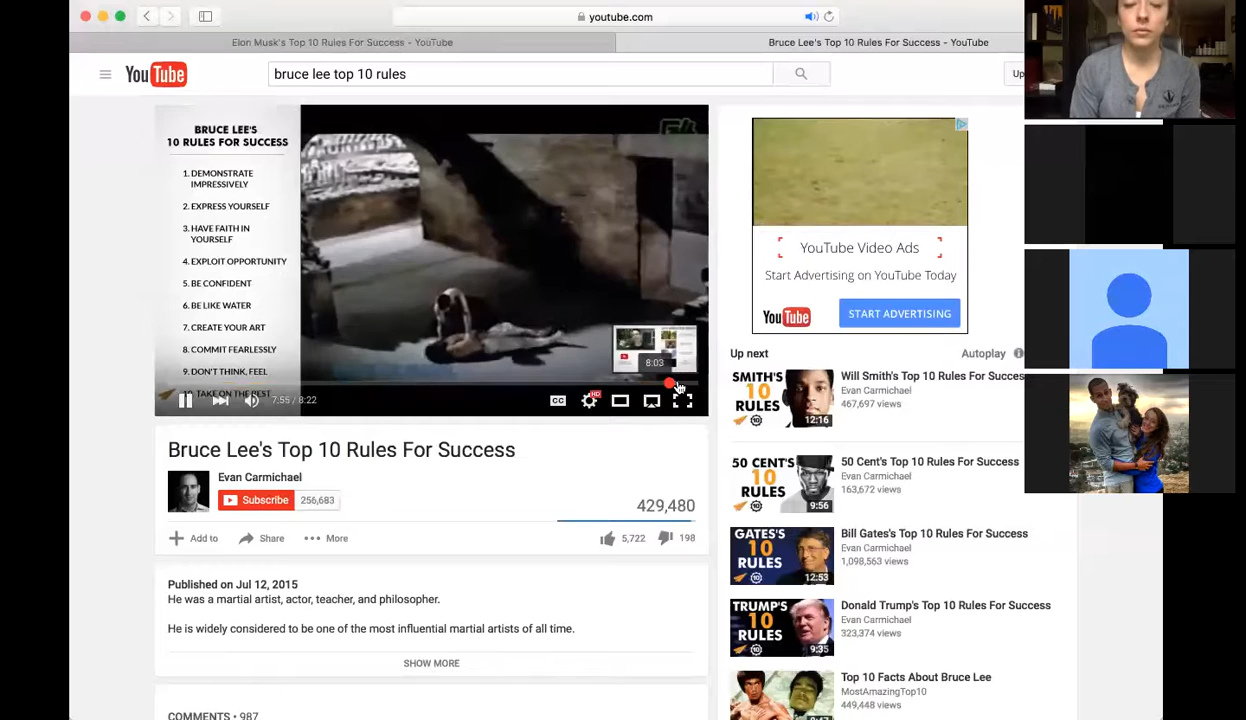 youtube.com
Elon Musk's Top 10 Rules For Success - YouTube
Bruce Lee's Top 10 Rules For Success - YouTube
YouTube
bruce lee top 10 rules
Up
BRUCE LEE'S
10 RULES FOR SUCCESS
1. DEMONSTRATE
IMPRESSIVELY
2. EXPRESS YOURSELF
3. HAVE FAITH IN
YOURSELF
4. EXPLOIT OPPORTUNITY
5. BE CONFIDENT
6. BE LIKE WATER
7. CREATE YOUR ART
8. COMMIT FEARLESSLY
9. DON'T THINK, FEEL
10. TAKE ON THE BEST
8:03
7:55 / 8:22
CC
HD
Bruce Lee's Top 10 Rules For Success
Evan Carmichael
Subscribe 256,683
429,480
Add to Share More
5,722 198
Published on Jul 12, 2015
He was a martial artist, actor, teacher, and philosopher.
He is widely considered to be one of the most influential martial artists of all time.
SHOW MORE
COMMENTS • 987
YouTube Video Ads
Start Advertising on YouTube Today
YouTube START ADVERTISING
Up next Autoplay
SMITH'S
10
RULES
12:16
Will Smith's Top 10 Rules For Success
Evan Carmichael
467,697 views
50 CENT'S
10
RULES
9:56
50 Cent's Top 10 Rules For Success
Evan Carmichael
163,672 views
GATES'S
10
RULES
12:53
Bill Gates's Top 10 Rules For Success
Evan Carmichael
1,098,563 views
TRUMP'S
10
RULES
9:35
Donald Trump's Top 10 Rules For Success
Evan Carmichael
323,374 views
Top 10 Facts About Bruce Lee
MostAmazingTop10
449,448 views